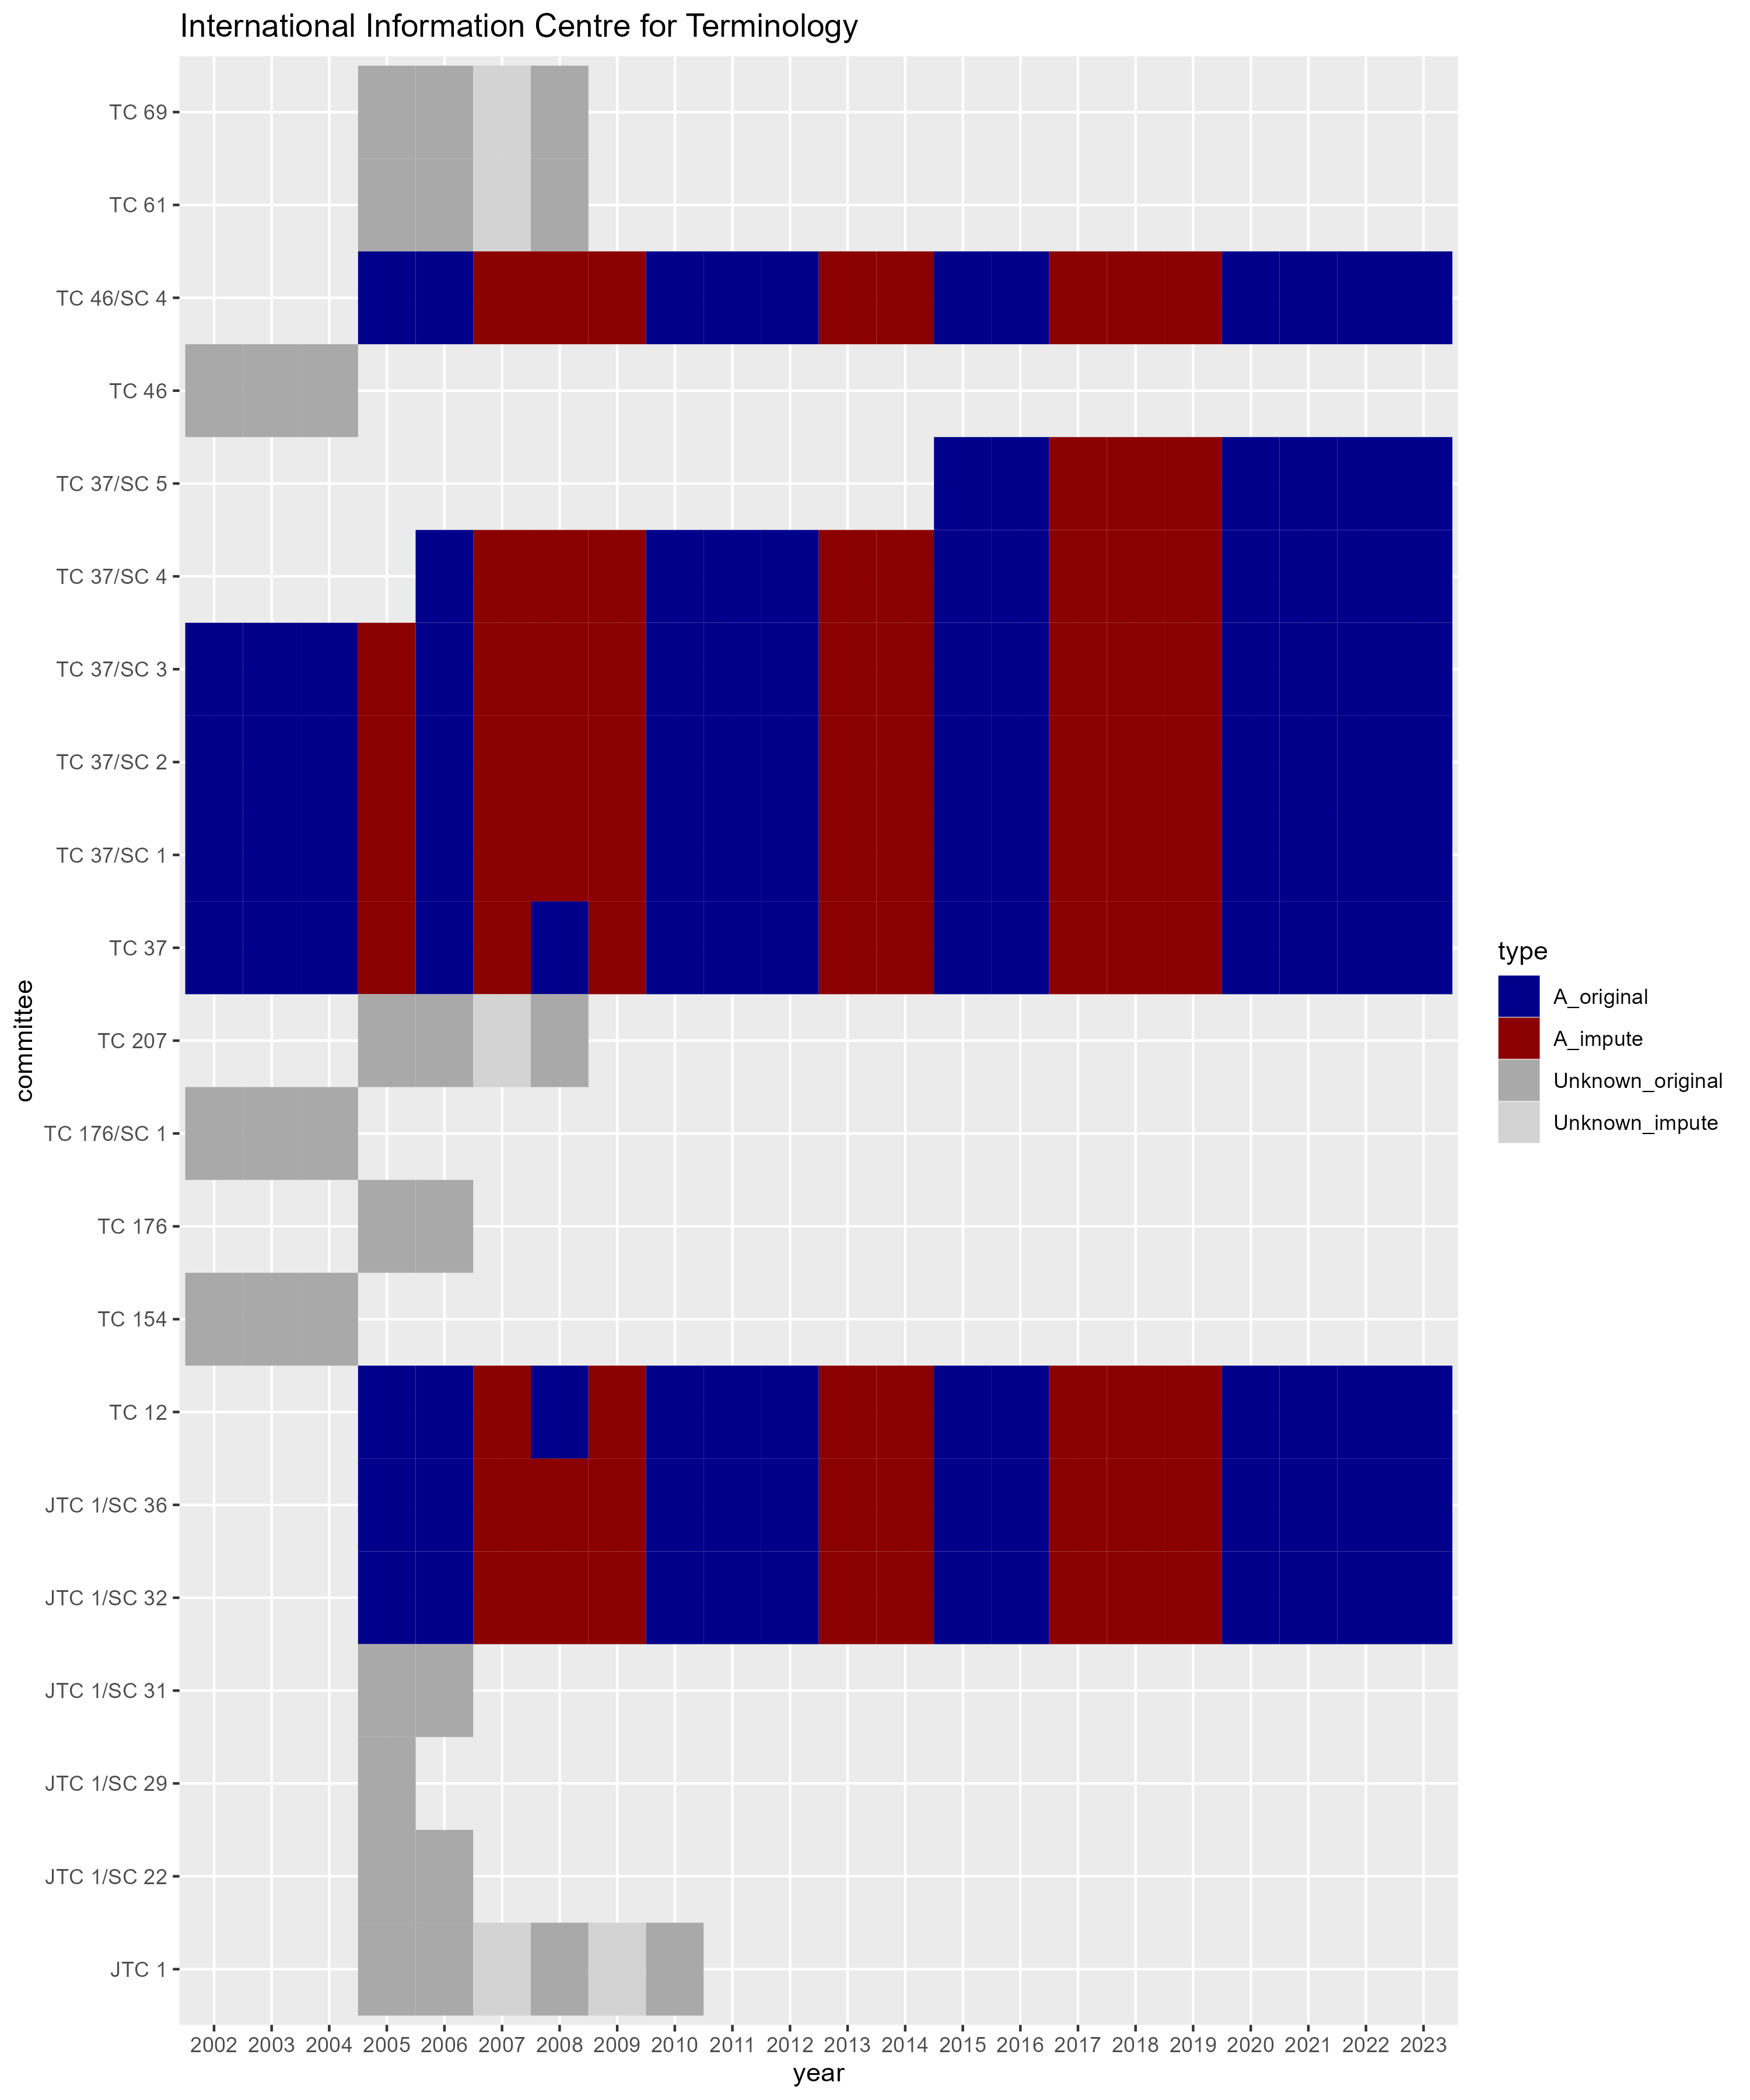 International Information Centre for Terminology
TC 69
TC 61
TC 46/SC 4
TC 46
TC 37/SC 5
TC 37/SC 4
TC 37/SC 3
TC 37/SC 2
TC 37/SC 1
TC 37
TC 207
TC 176/SC 1
TC 176
TC 154
TC 12
JTC 1/SC 36
JTC 1/SC 32
JTC 1/SC 31
JTC 1/SC 29
JTC 1/SC 22
JTC 1
committee
2002 2003 2004 2005 2006 2007 2008 2009 2010 2011 2012 2013 2014 2015 2016 2017 2018 2019 2020 2021 2022 2023
year
type
A_original
A_impute
Unknown_original
Unknown_impute